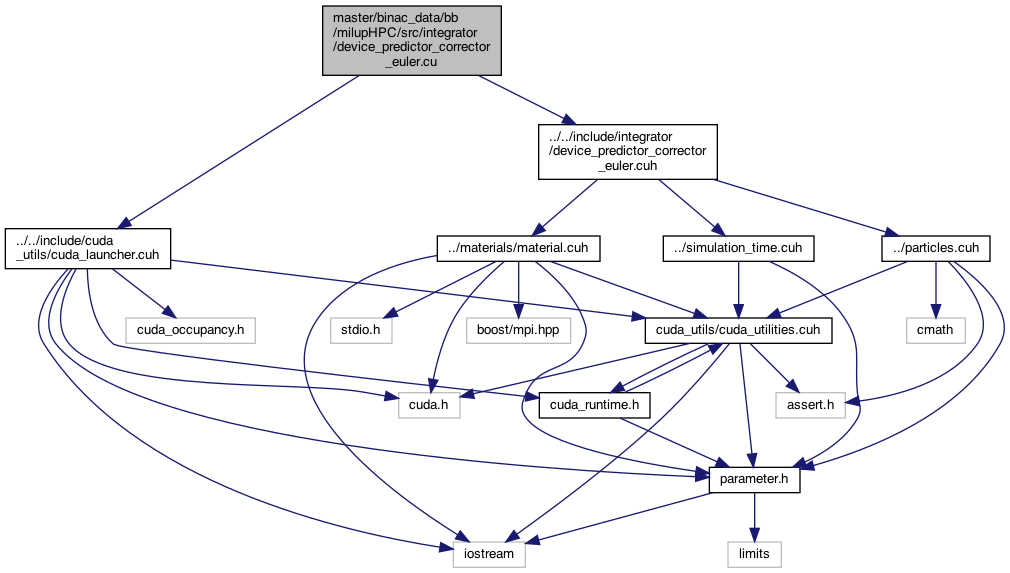 master/binac_data/bb
/milupHPC/src/integrator
/device_predictor_corrector
_euler.cu
../../include/integrator
/device_predictor_corrector
_euler.cuh
../../include/cuda
_utils/cuda_launcher.cuh
../materials/material.cuh
../simulation_time.cuh
../particles.cuh
cuda_occupancy.h
stdio.h
boost/mpi.hpp
cuda_utils/cuda_utilities.cuh
cmath
cuda.h
cuda_runtime.h
assert.h
parameter.h
iostream
limits